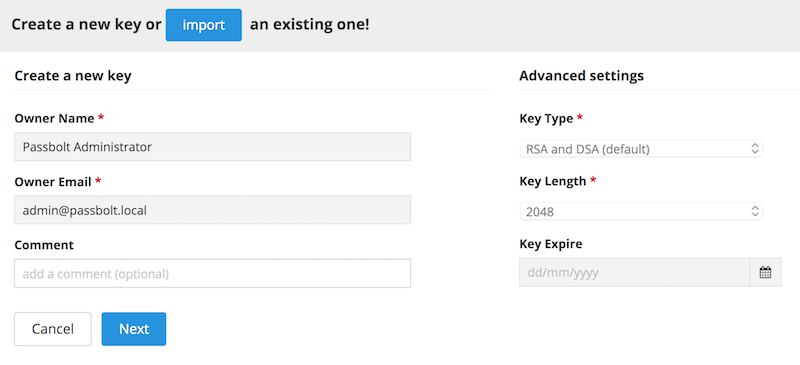 Create a new key or import an existing one!
Create a new key
Owner Name *
Passbolt Administrator
Owner Email *
admin@passbolt.local
Comment
add a comment (optional)
Cancel Next
Advanced settings
Key Type *
RSA and DSA (default)
Key Length *
2048
Key Expire
dd/mm/yyyy